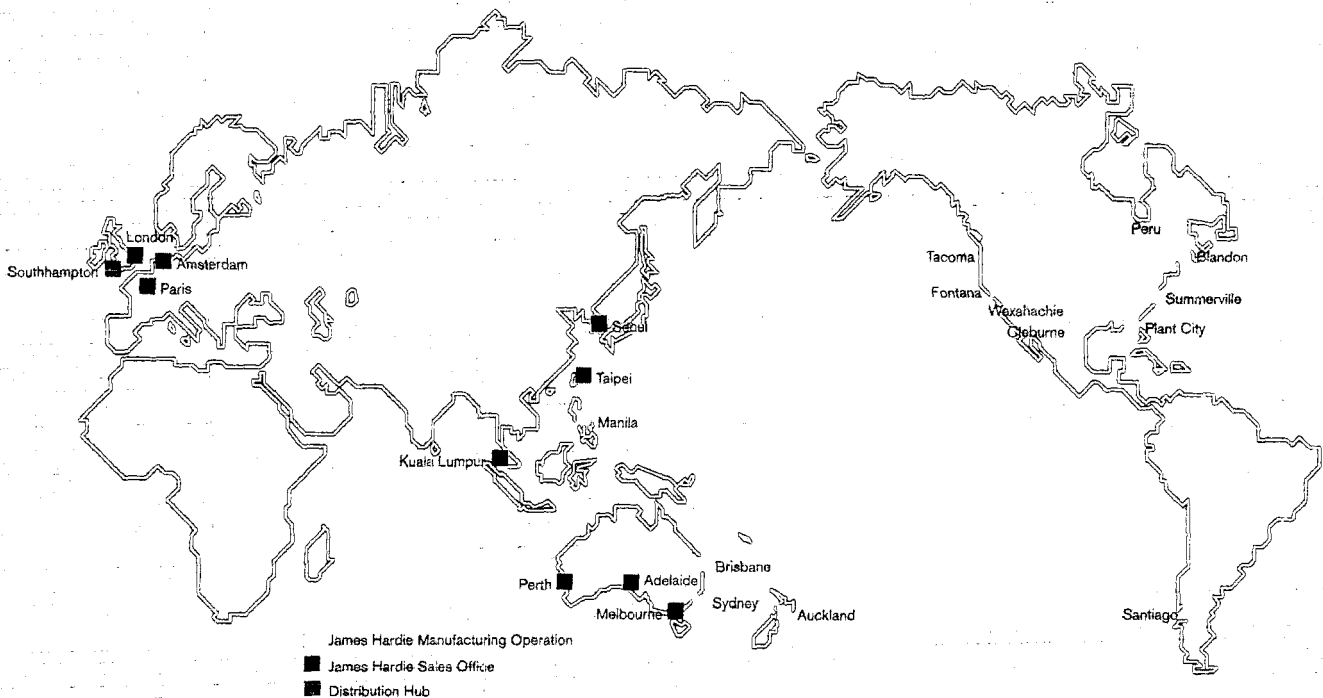 London
Southhampton
Amsterdam
Paris
Seoul
Taipei
Manila
Kuala Lumpur
Perth
Adelaide
Melbourne
Brisbane
Sydney
Auckland
Peru
Blandon
Tacoma
Fontana
Waxahachie
Cleburne
Summerville
Plant City
Santiago
James Hardie Manufacturing Operation
James Hardie Sales Office
Distribution Hub